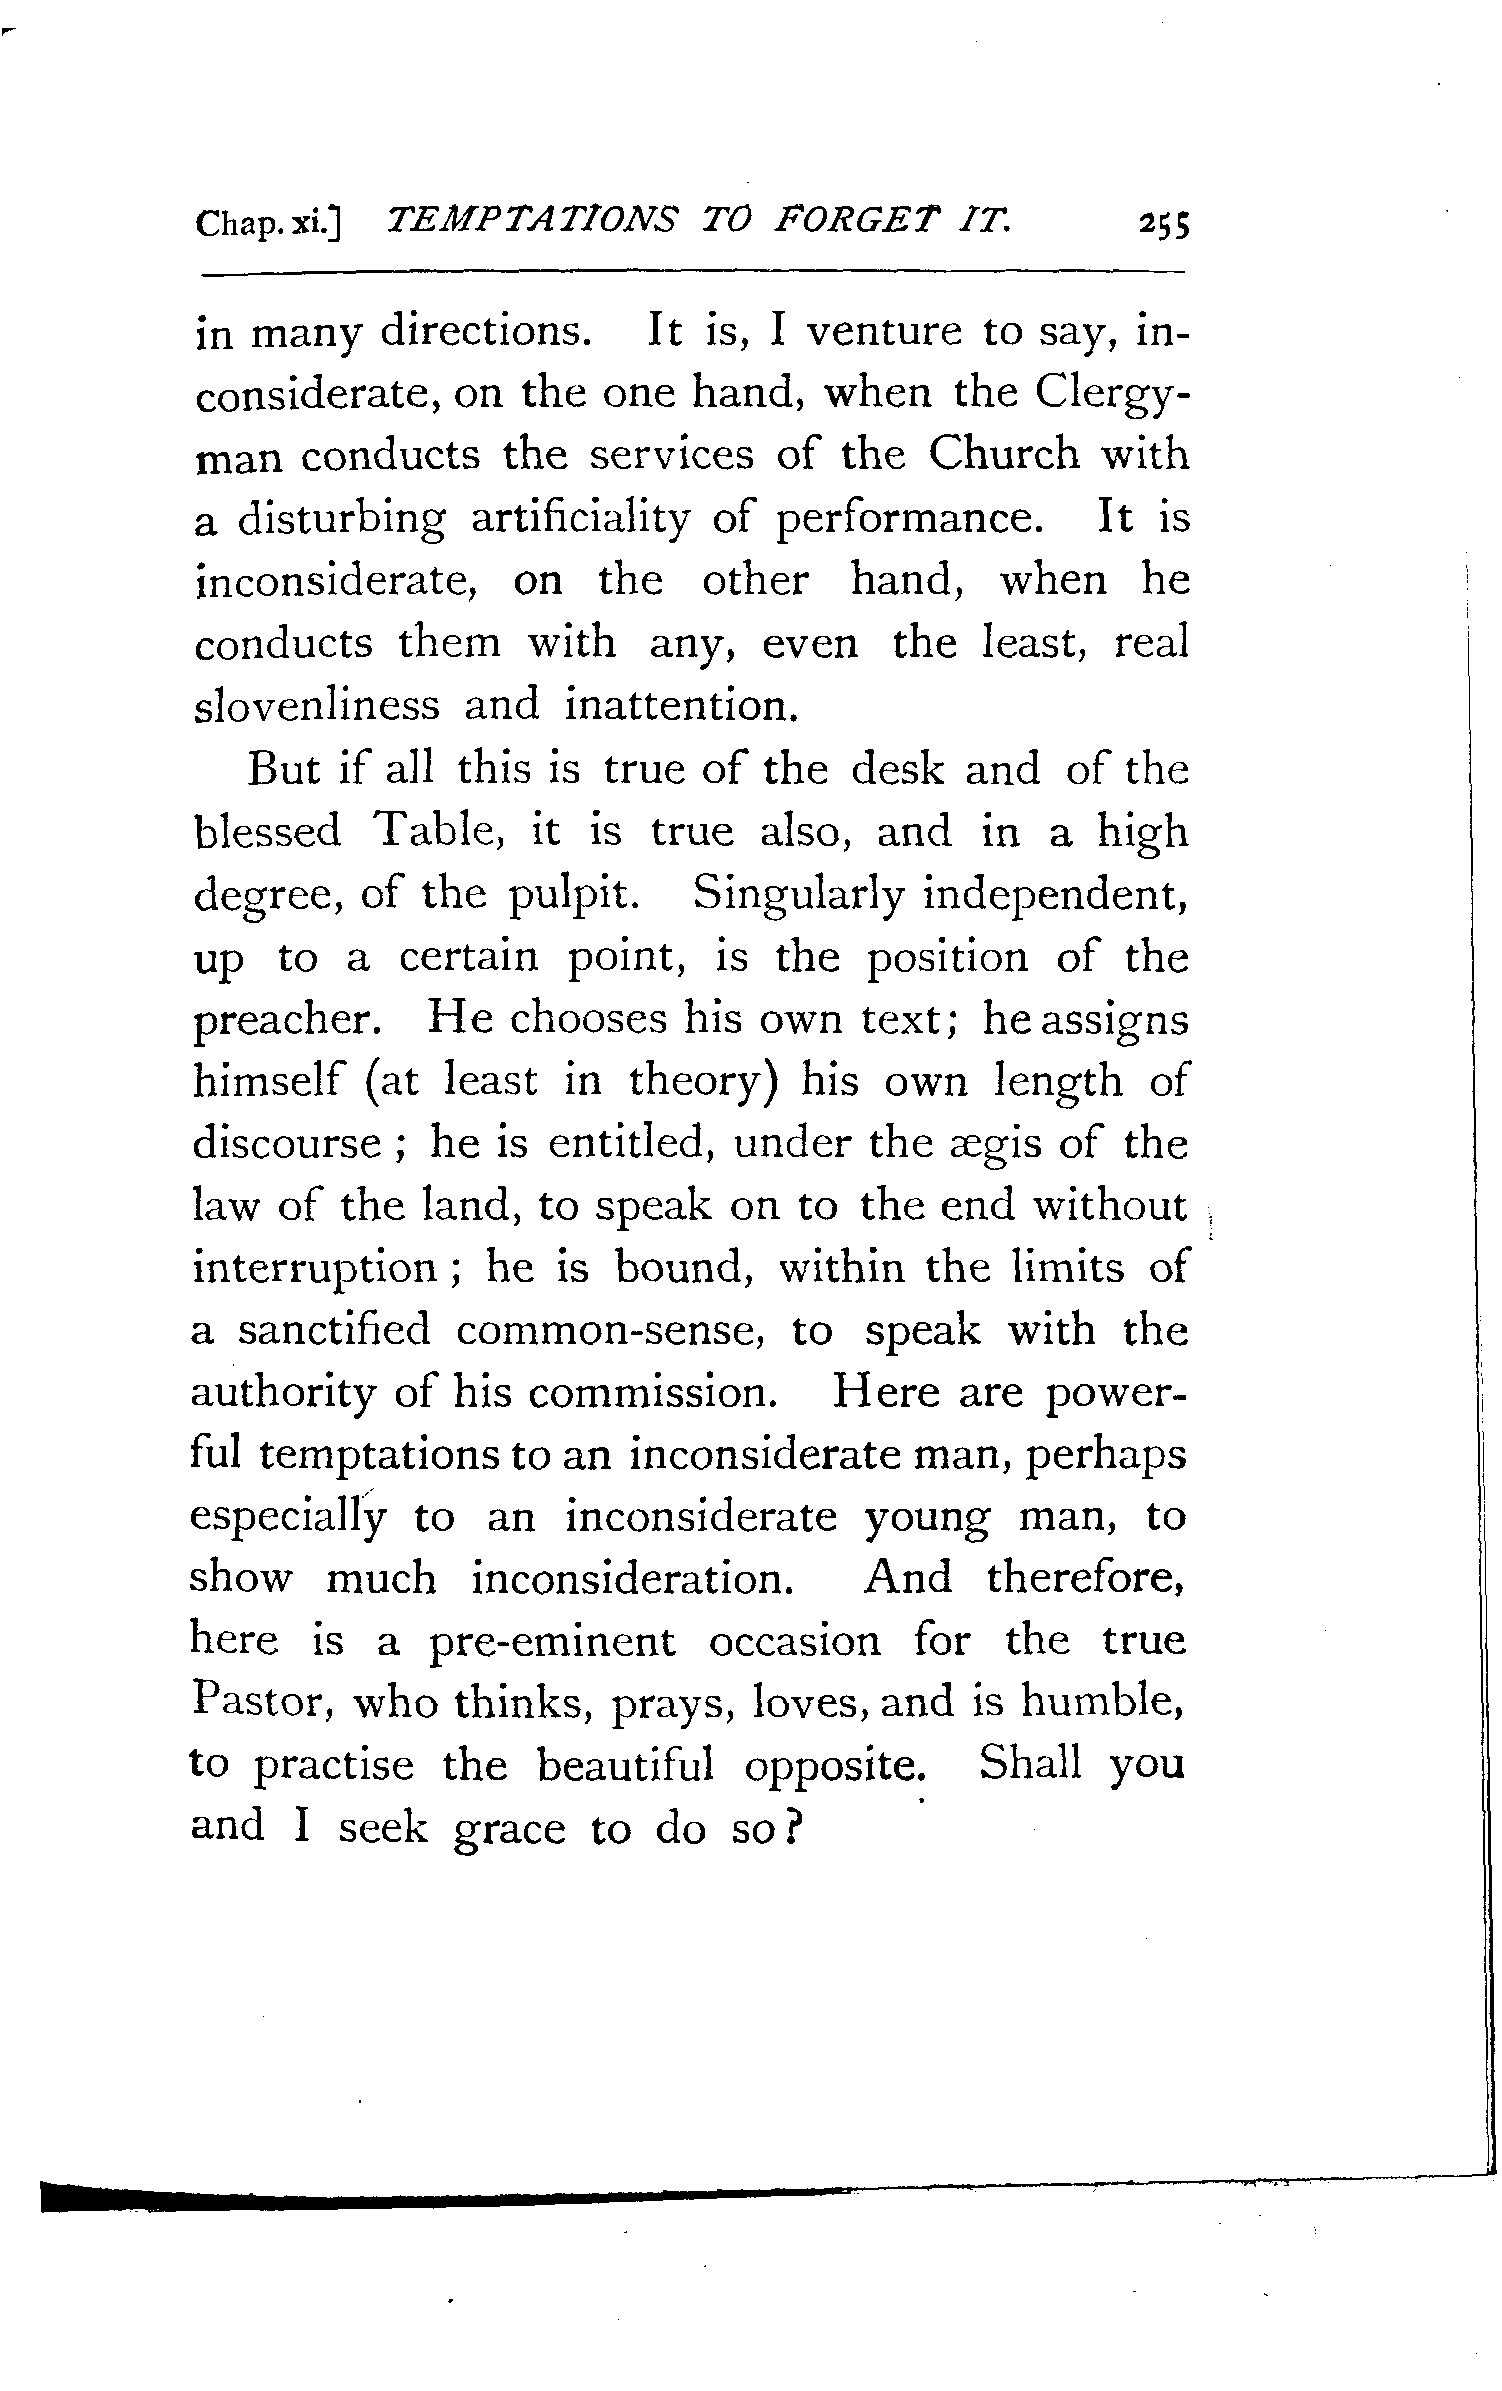 Chap. xi.] TEMPTATIONS TO FORGET IT. 255
in many directions. It is, I venture to say, in-
considerate, on the one hand, when the Clergy-
man conducts the services of the Church with
a disturbing artificiality of performance. It is
inconsiderate, on the other hand, when he
conducts them with any, even the least, real
slovenliness and inattention.
But if all this is true of the desk and of the
blessed Table, it is true also, and in a high
degree, of the pulpit. Singularly independent,
up to a certain point, is the position of the
preacher. He chooses his own text; he assigns
himself (at least in theory) his own length of
discourse ; he is entitled, under the ægis of the
law of the land, to speak on to the end without
interruption ; he is bound, within the limits of
a sanctified common-sense, to speak with the
authority of his commission. Here are power-
ful temptations to an inconsiderate man, perhaps
especially to an inconsiderate young man, to
show much inconsideration. And therefore,
here is a pre-eminent occasion for the true
Pastor, who thinks, prays, loves, and is humble,
to practise the beautiful opposite. Shall you
and I seek grace to do so?